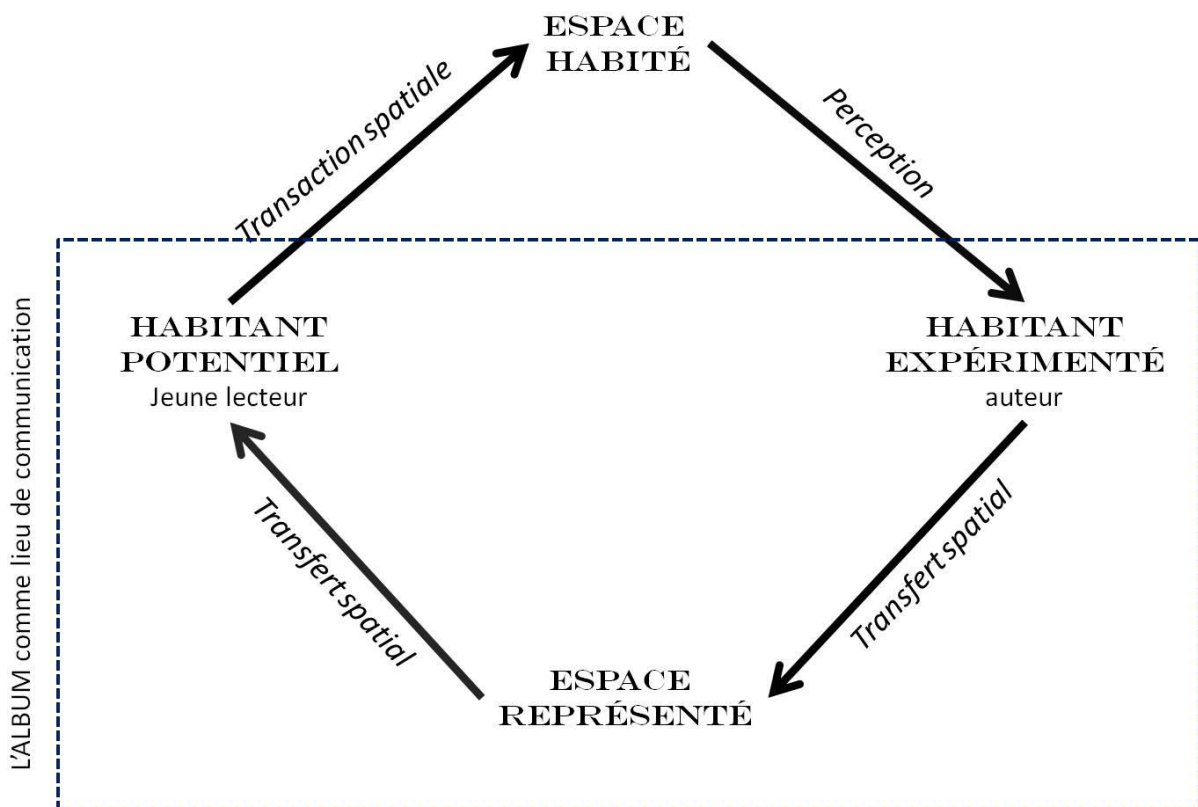 ESPACE
HABITÉ
Transaction spatiale
Perception
L'ALBUM comme lieu de communication
HABITANT
POTENTIEL
Jeune lecteur
HABITANT
EXPÉRIMENTÉ
auteur
Transfert spatial
Transfert spatial
ESPACE
REPRÉSENTÉ